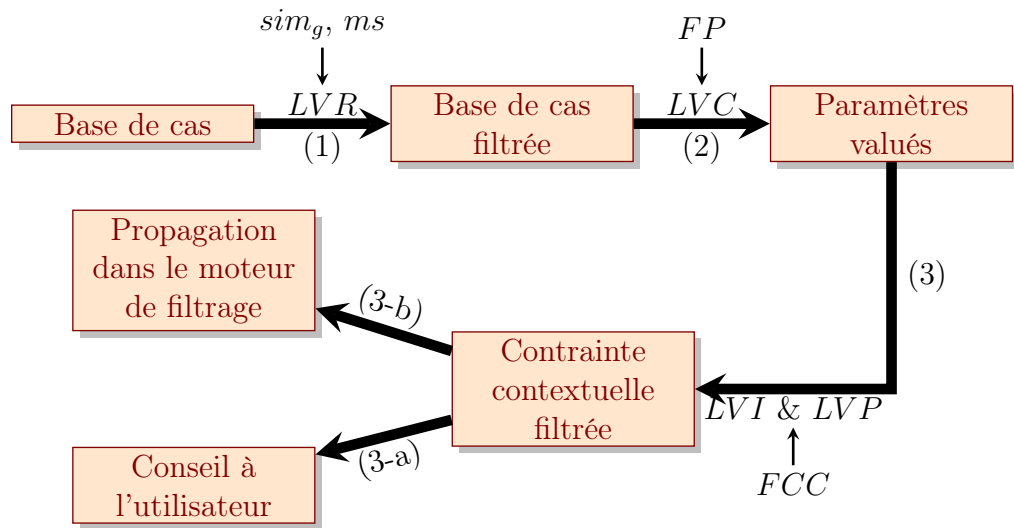 sim_g, ms
FP
LVR
LVC
Base de cas
Base de cas
filtrée
Paramètres
valués
(1)
(2)
Propagation
dans le moteur
de filtrage
(3)
(3-b)
Contrainte
contextuelle
filtrée
LVI & LVP
(3-a)
FCC
Conseil à
l'utilisateur